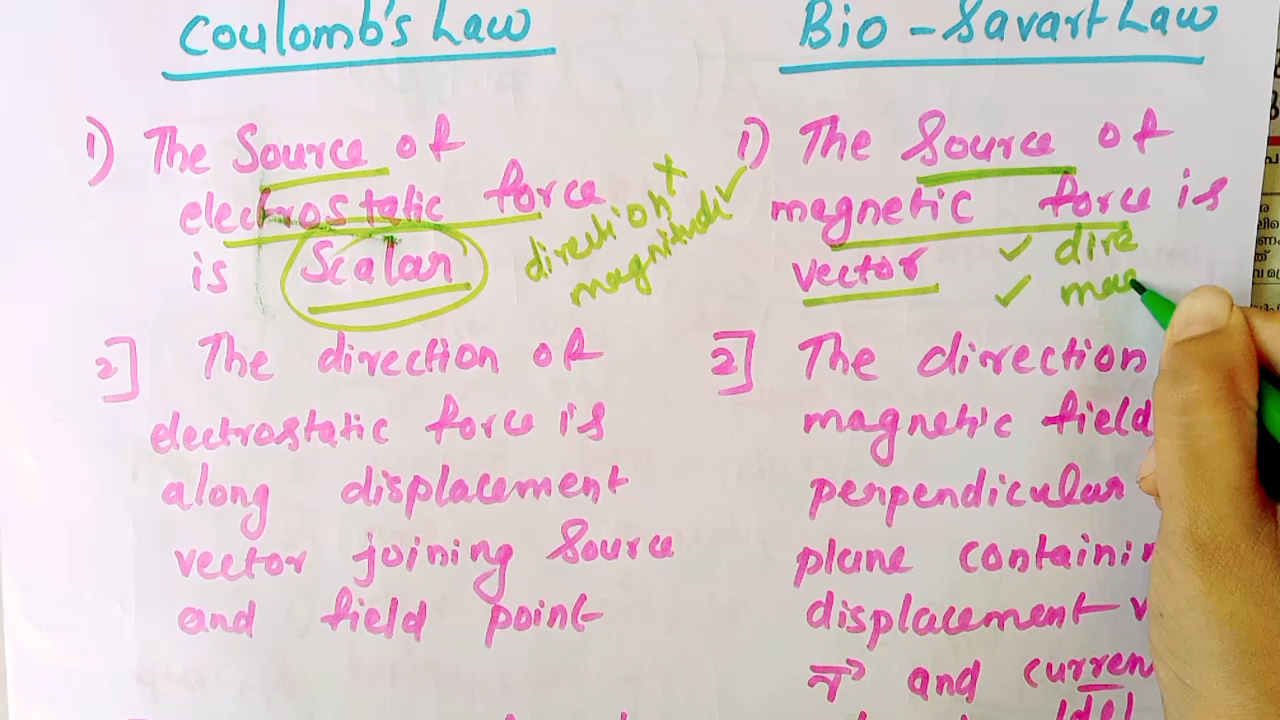 Coulomb's Law
1) The Source of
electrostatic force
is Scalar
direction ×
magnitude ✓
2] The direction of
electrostatic force is
along displacement
vector joining Source
and field point
Bio - Savart Law
1) The Source of
magnetic force is
vector
✓ dire
✓ mag
2] The direction
magnetic field
perpendicular
plane
displacement
r⃗ and